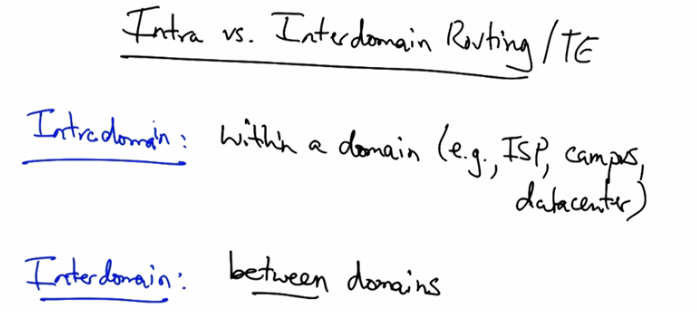 Intra vs. Interdomain Routing/TE
Intradomain: within a domain (e.g., ISP, campus,
datacenter)
Interdomain: between domains